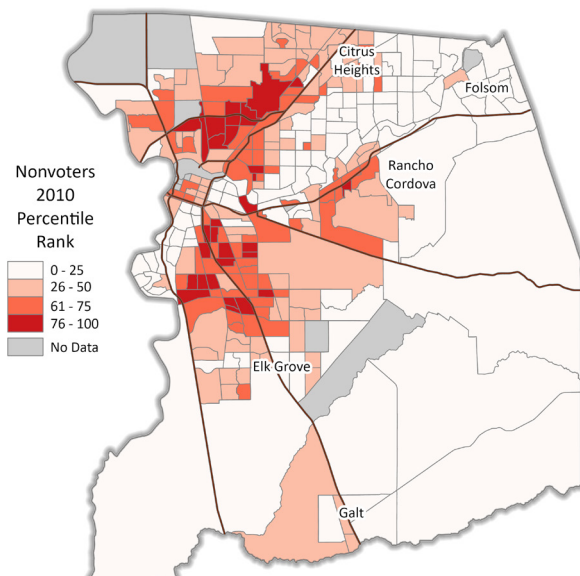 Citrus
Heights
Folsom
Rancho
Cordova
Nonvoters
2010
Percentile
Rank
0 - 25
26 - 50
61 - 75
76 - 100
No Data
Elk Grove
Galt